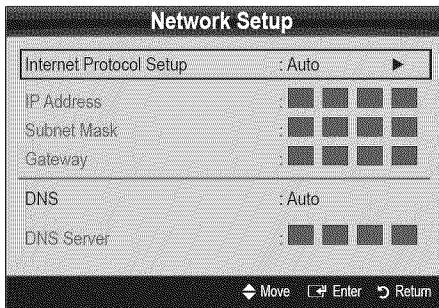 Network Setup
Internet Protocol Setup : Auto ►
IP Address :
Subnet Mask :
Gateway :
DNS : Auto
DNS Server :
Move Enter Return